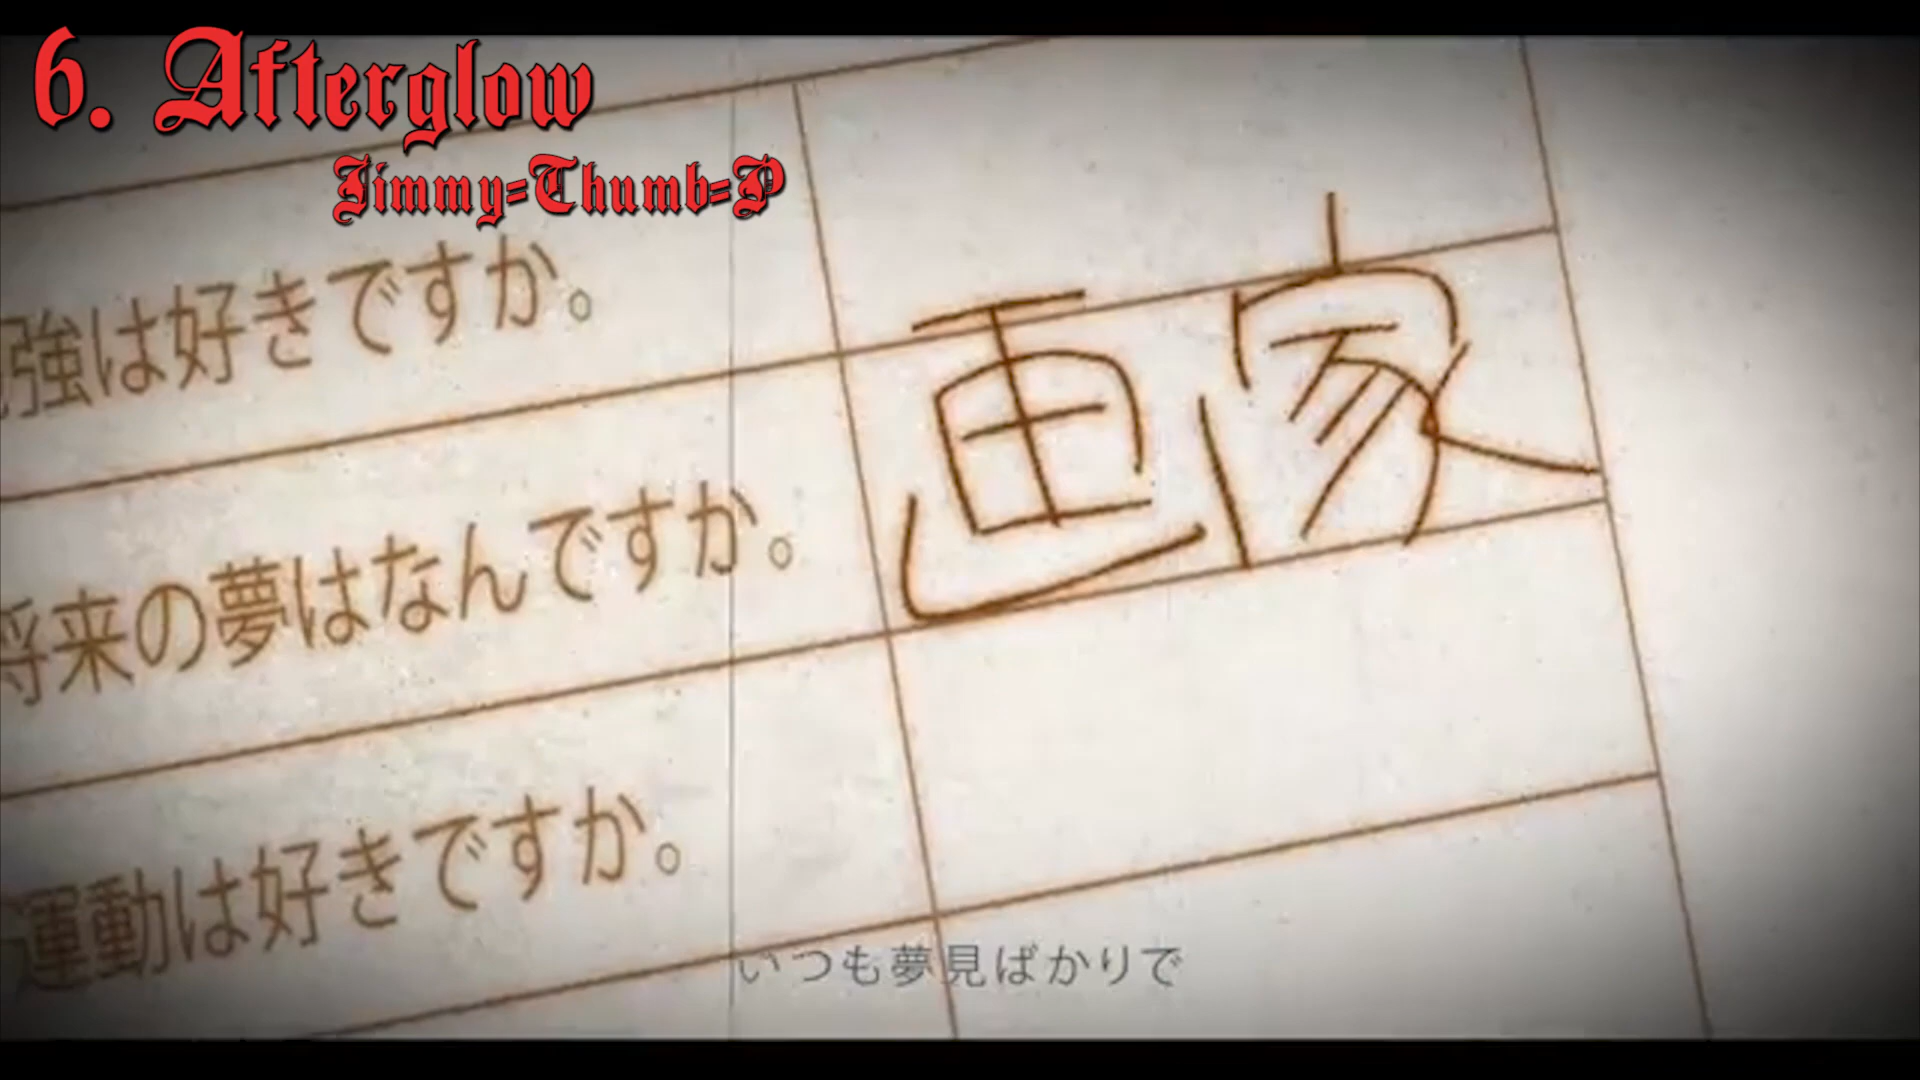 6. Afterglow
Jimmy=Thumb=P
強は好きですか。
画家
将来の夢はなんですか。
運動は好きですか。
いつも夢見ばかりで